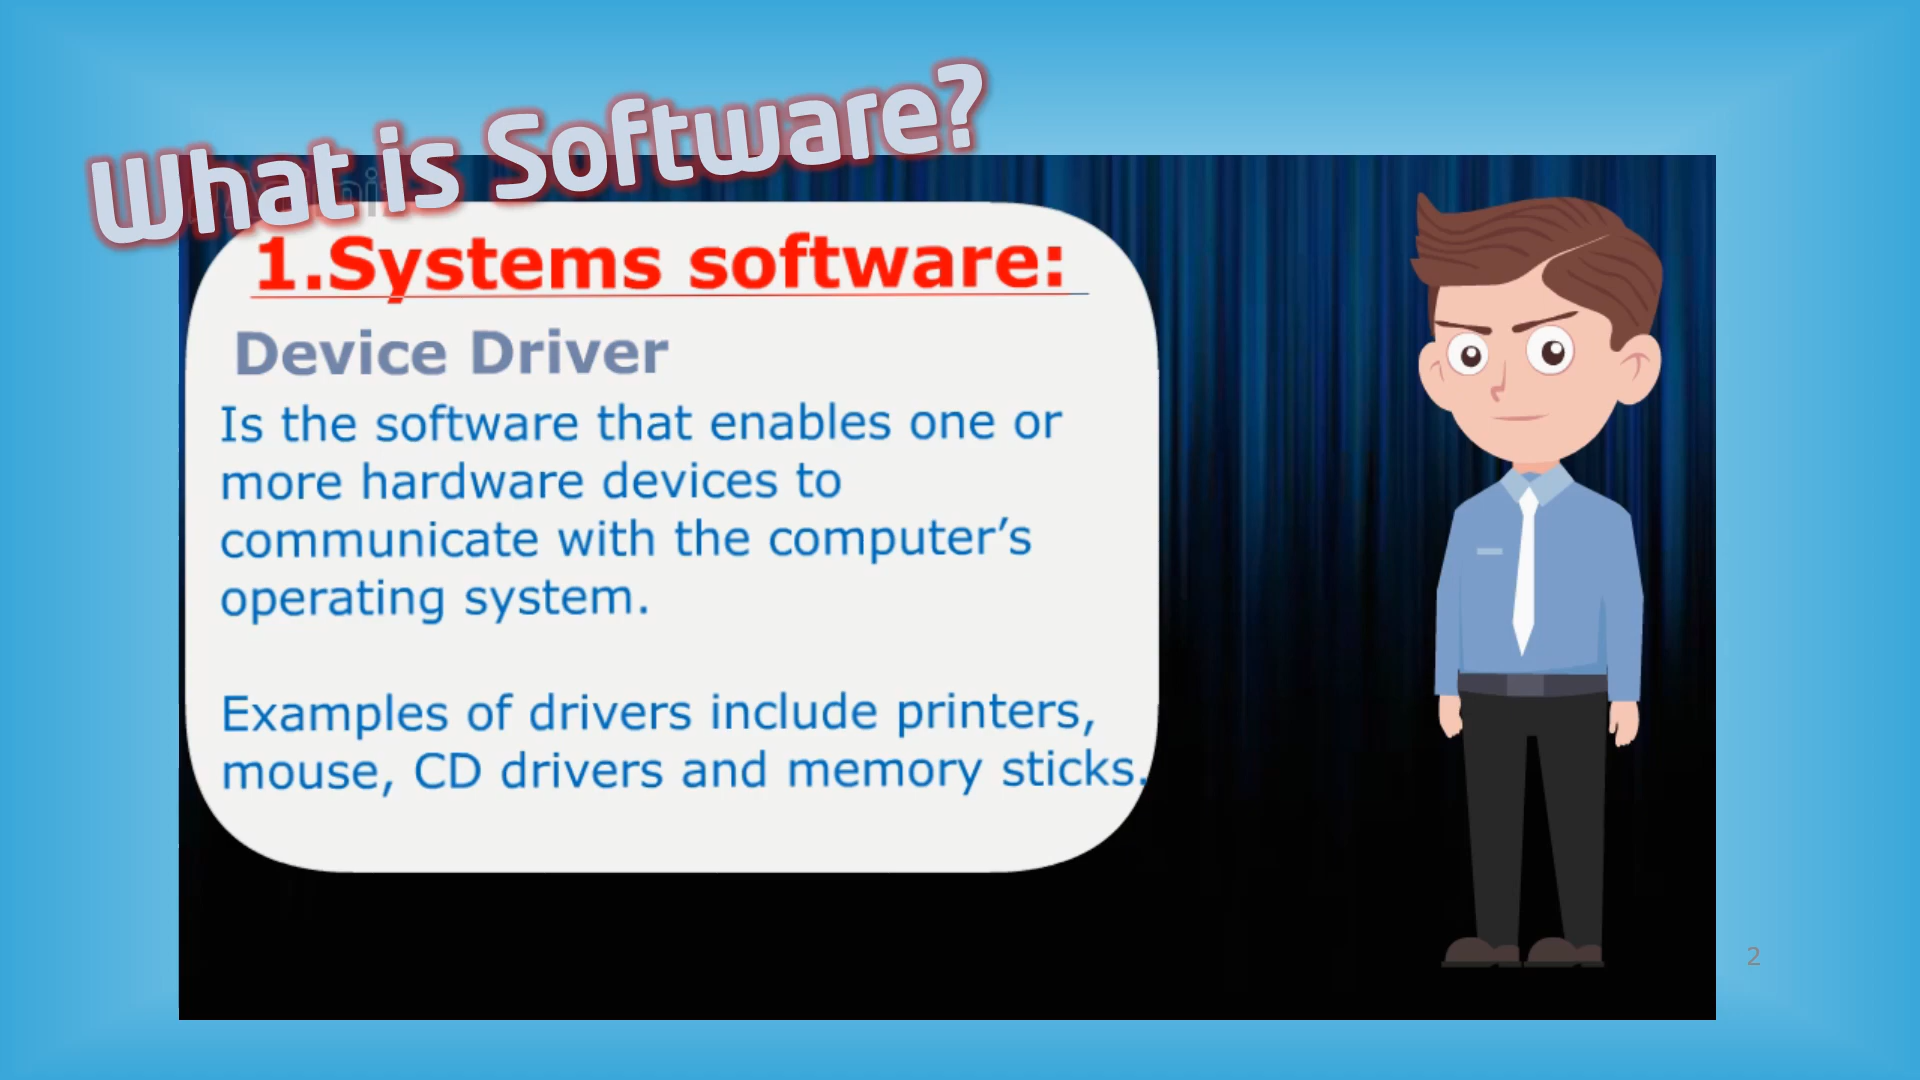 What is Software?
1.Systems software:
Device Driver
Is the software that enables one or
more hardware devices to
communicate with the computer’s
operating system.
Examples of drivers include printers,
mouse, CD drivers and memory sticks.
2